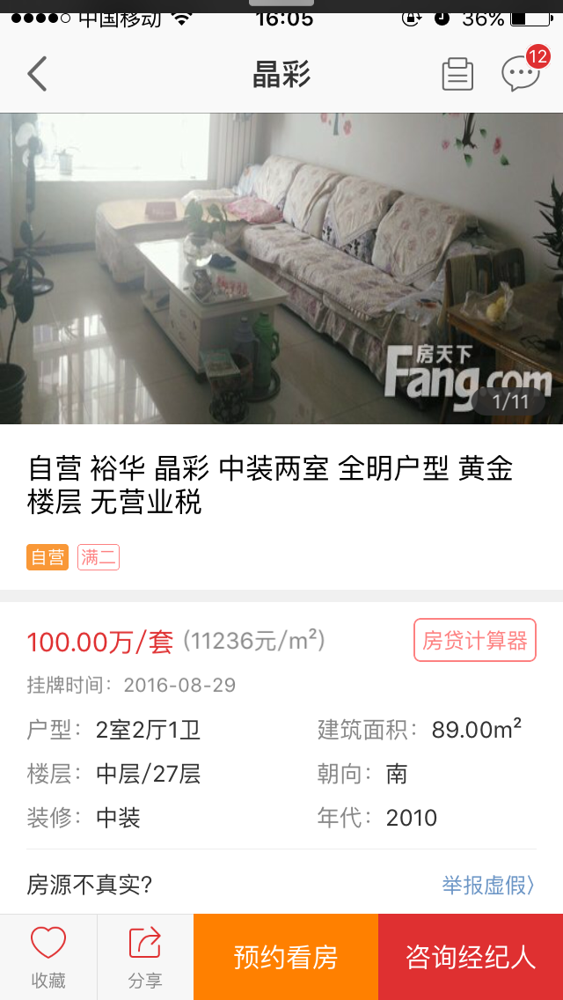 中国移动 16:05 36%
晶彩
12
房天下
Fang.com
1/11
自营 裕华 晶彩 中装两室 全明户型 黄金
楼层 无营业税
自营 满二
100.00万/套 (11236元/m²) 房贷计算器
挂牌时间：2016-08-29
户型：2室2厅1卫 建筑面积：89.00m²
楼层：中层/27层 朝向：南
装修：中装 年代：2010
房源不真实? 举报虚假〉
收藏 分享 预约看房 咨询经纪人